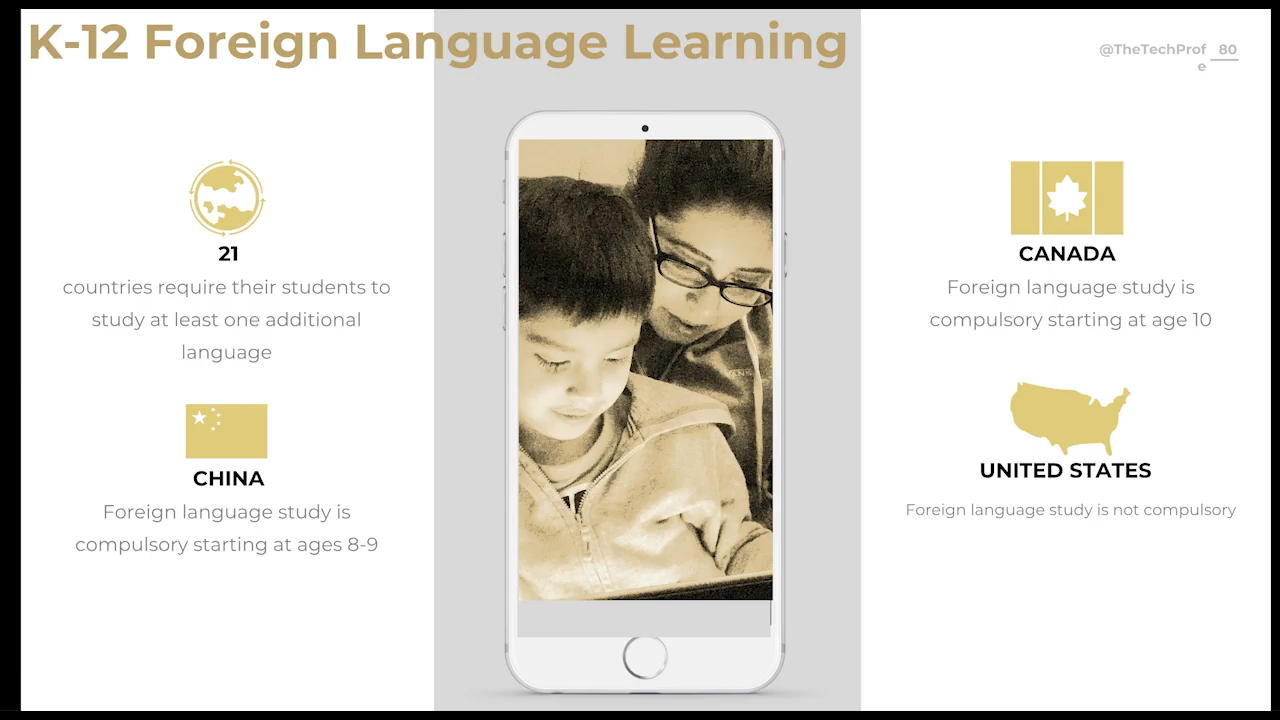 K-12 Foreign Language Learning
@TheTechProf
e
80
21
countries require their students to
study at least one additional
language
CHINA
Foreign language study is
compulsory starting at ages 8-9
CANADA
Foreign language study is
compulsory starting at age 10
UNITED STATES
Foreign language study is not compulsory